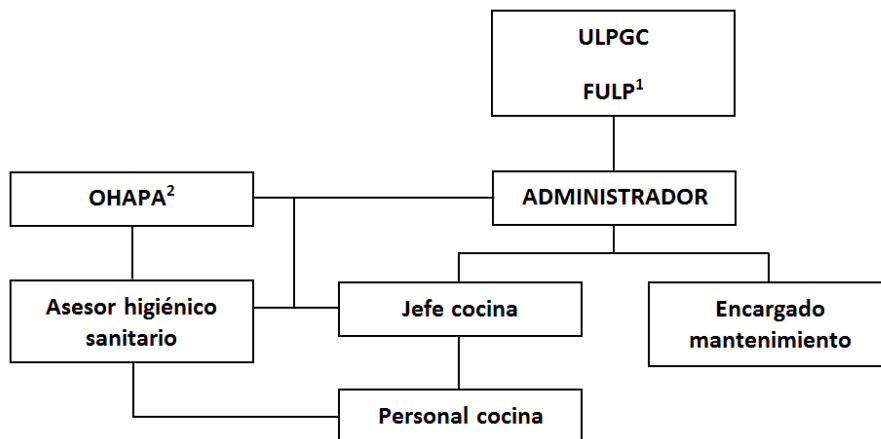 ULPGC
FULP¹
OHAPA²
ADMINISTRADOR
Asesor higiénico
sanitario
Jefe cocina
Encargado
mantenimiento
Personal cocina